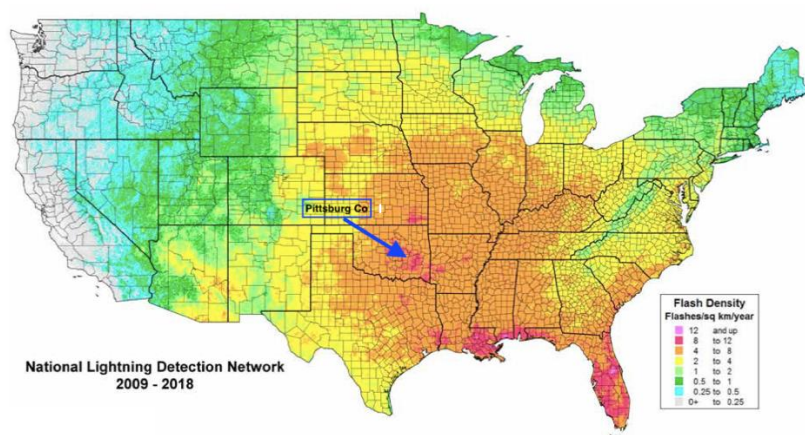 Pittsburg Co
National Lightning Detection Network
2009 - 2018
Flash Density
Flashes/sq km/year
12 and up
8 to 12
4 to 8
2 to 4
1 to 2
0.5 to 1
0.25 to 0.5
0+ to 0.25